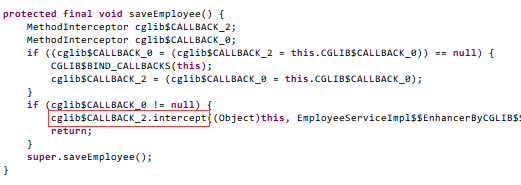 protected final void saveEmployee() {
MethodInterceptor cglib$CALLBACK_2;
MethodInterceptor cglib$CALLBACK_0;
if ((cglib$CALLBACK_0 = (cglib$CALLBACK_2 = this.CGLIB$CALLBACK_0)) == null) {
CGLIB$BIND_CALLBACKS(this);
cglib$CALLBACK_2 = (cglib$CALLBACK_0 = this.CGLIB$CALLBACK_0);
}
if (cglib$CALLBACK_0 != null) {
cglib$CALLBACK_2.intercept((Object)this, EmployeeServiceImpl$$EnhancerByCGLIB$
return;
}
super.saveEmployee();
}